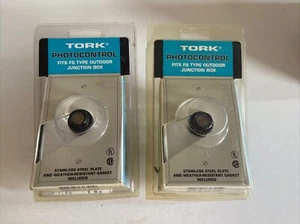 TORK®
PHOTOCONTROL
FITS FS TYPE OUTDOOR
JUNCTION BOX
STAINLESS STEEL PLATE
AND WEATHER-RESISTANT GASKET
INCLUDED
TORK®
PHOTOCONTROL
FITS FS TYPE OUTDOOR
JUNCTION BOX
STAINLESS STEEL PLATE
AND WEATHER-RESISTANT GASKET
INCLUDED